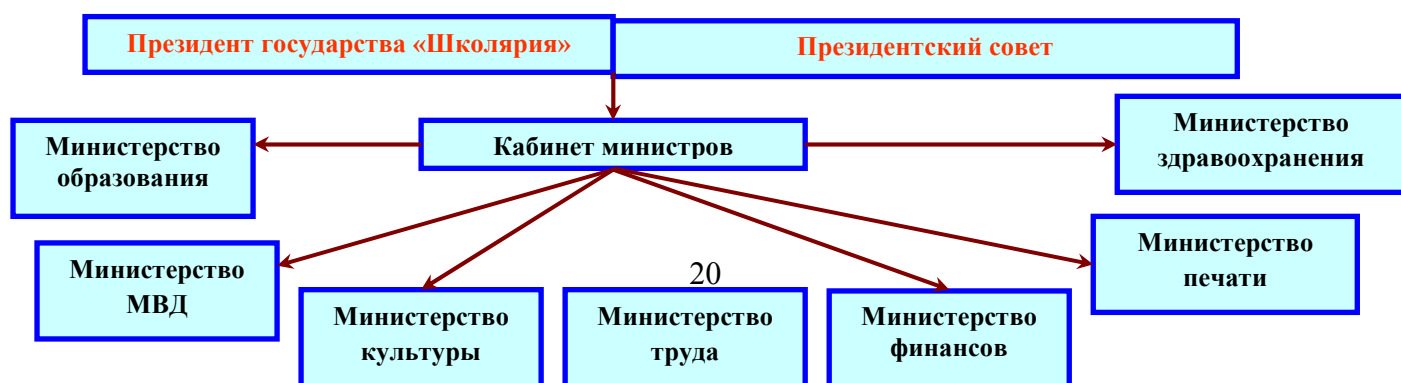 Президент государства «Школярия»
Президентский совет
Министерство
образования
Кабинет министров
Министерство
здравоохранения
Министерство
МВД
Министерство
культуры
20
Министерство
труда
Министерство
финансов
Министерство
печати